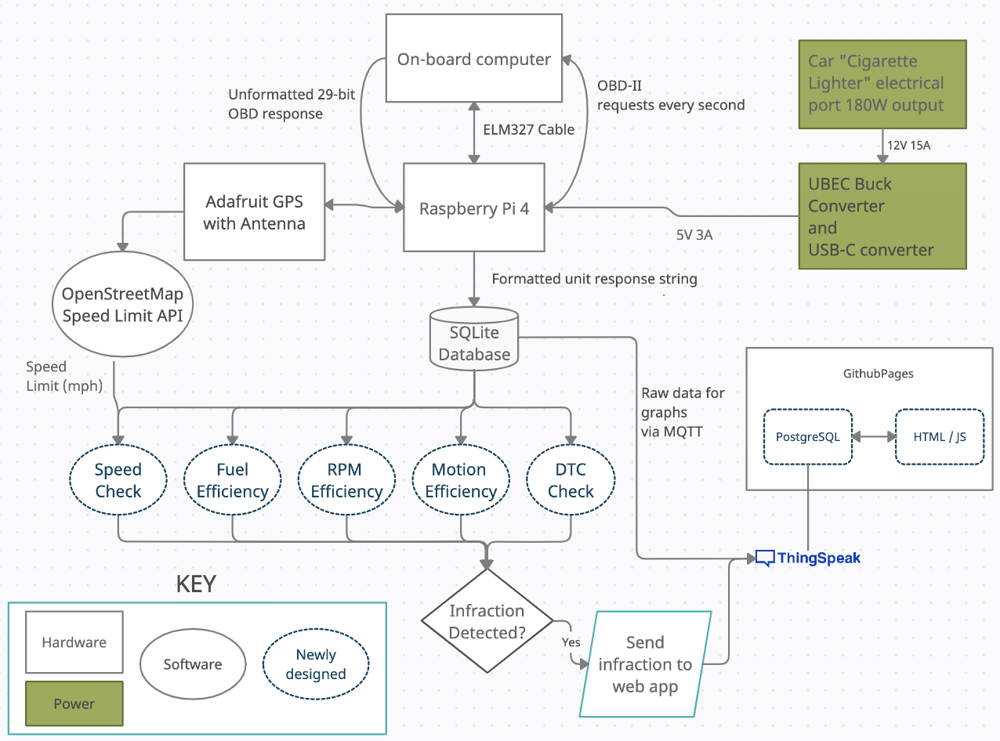 On-board computer
Car "Cigarette
Lighter" electrical
port 180W output
Unformatted 29-bit
OBD response
OBD-II
requests every second
ELM327 Cable
12V 15A
Adafruit GPS
with Antenna
Raspberry Pi 4
UBEC Buck
Converter
and
USB-C converter
5V 3A
OpenStreetMap
Speed Limit API
Formatted unit response string
SQLite
Database
Speed
Limit (mph)
Raw data for
graphs
via MQTT
GithubPages
PostgreSQL
HTML / JS
Speed
Check
Fuel
Efficiency
RPM
Efficiency
Motion
Efficiency
DTC
Check
ThingSpeak
Infraction
Detected?
Yes
Send
infraction to
web app
KEY
Hardware
Software
Newly
designed
Power